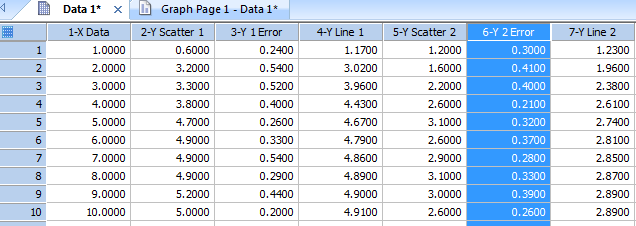 Data 1* Graph Page 1 - Data 1*
1-X Data 2-Y Scatter 1 3-Y 1 Error 4-Y Line 1 5-Y Scatter 2 6-Y 2 Error 7-Y Line 2
1 1.0000 0.6000 0.2400 1.1700 1.2000 0.3000 1.2300
2 2.0000 3.2000 0.5400 3.0200 1.6000 0.4100 1.9600
3 3.0000 3.3000 0.5200 3.9600 2.2000 0.4000 2.3800
4 4.0000 3.8000 0.4000 4.4300 2.6000 0.2100 2.6100
5 5.0000 4.7000 0.2600 4.6700 3.1000 0.3200 2.7400
6 6.0000 4.9000 0.3300 4.7900 2.6000 0.3700 2.8100
7 7.0000 4.9000 0.5400 4.8600 2.9000 0.2800 2.8500
8 8.0000 4.9000 0.2900 4.8900 3.1000 0.3300 2.8700
9 9.0000 5.2000 0.4400 4.9000 3.0000 0.3900 2.8900
10 10.0000 5.0000 0.2000 4.9100 2.6000 0.2600 2.8900